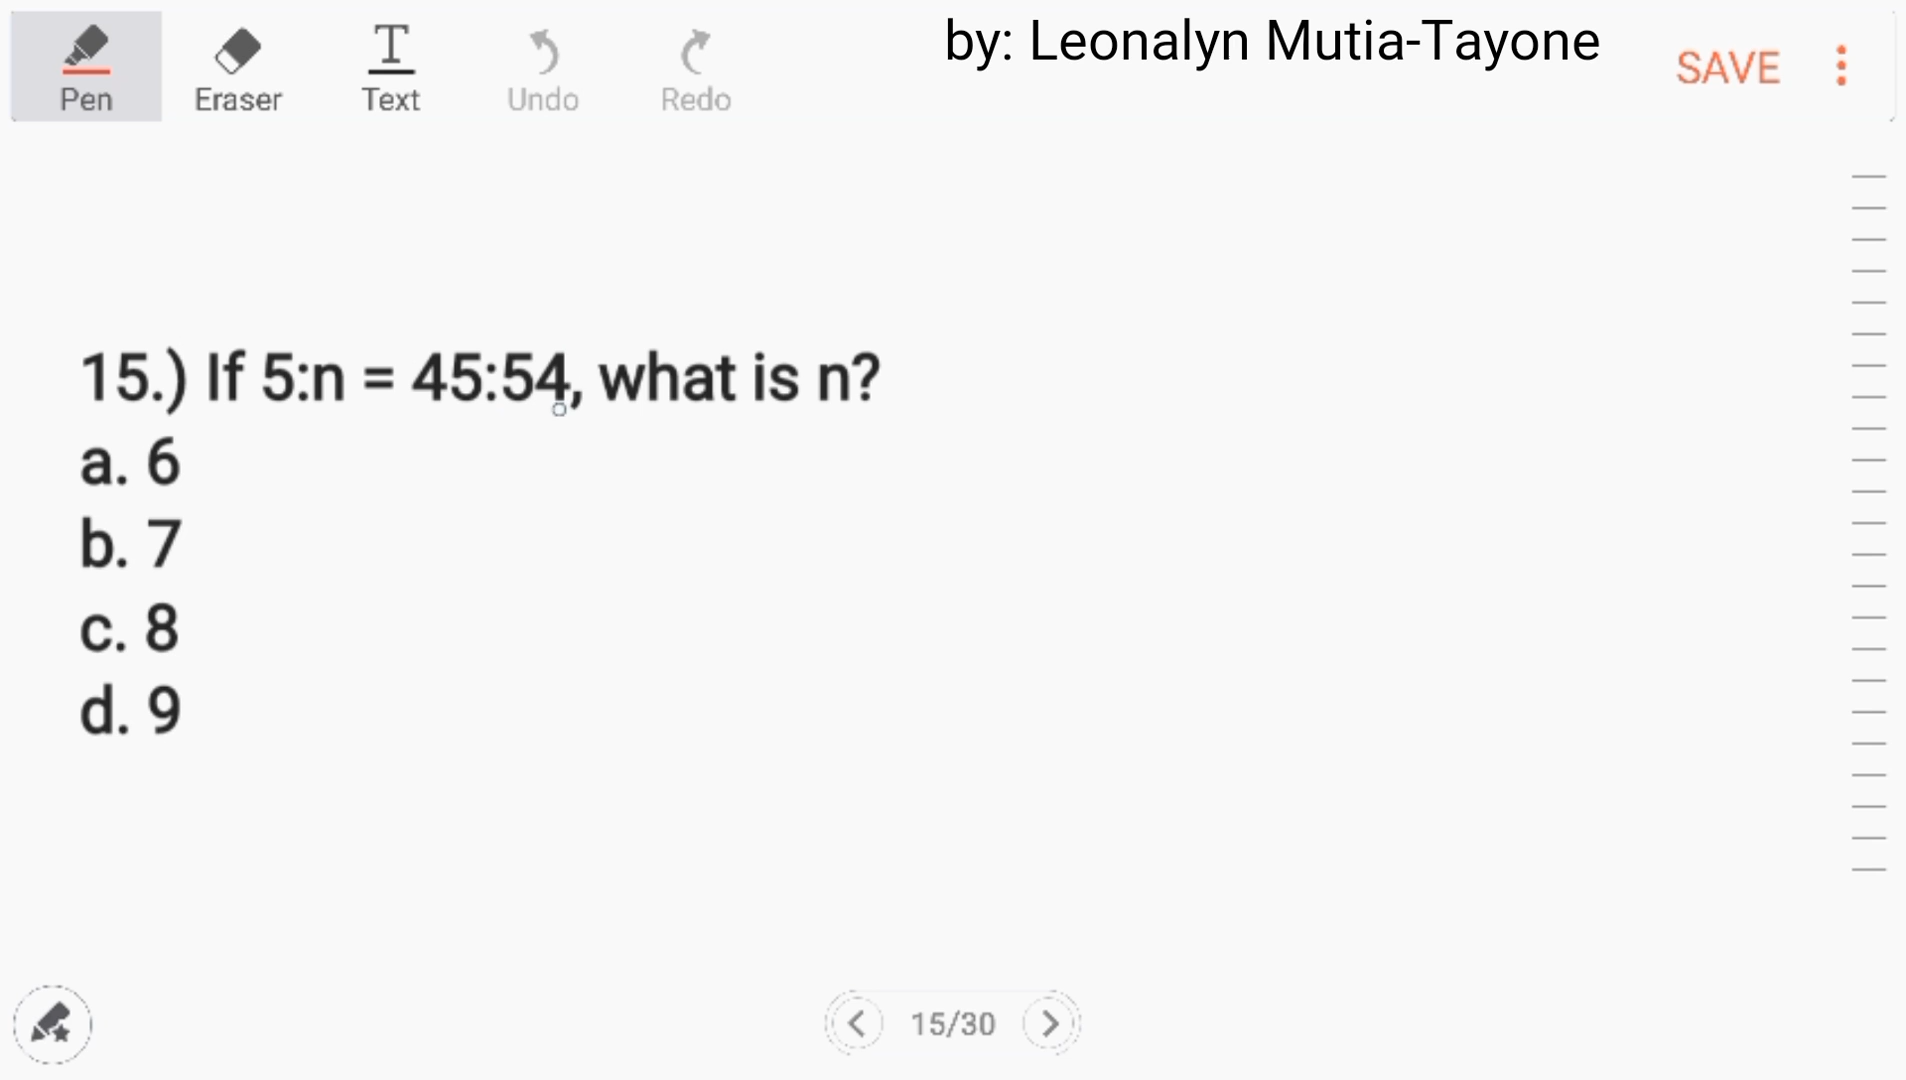 by: Leonalyn Mutia-Tayone
Pen
Eraser
Text
Undo
Redo
SAVE
15.) If 5:n = 45:54, what is n?
a. 6
b. 7
c. 8
d. 9
15/30